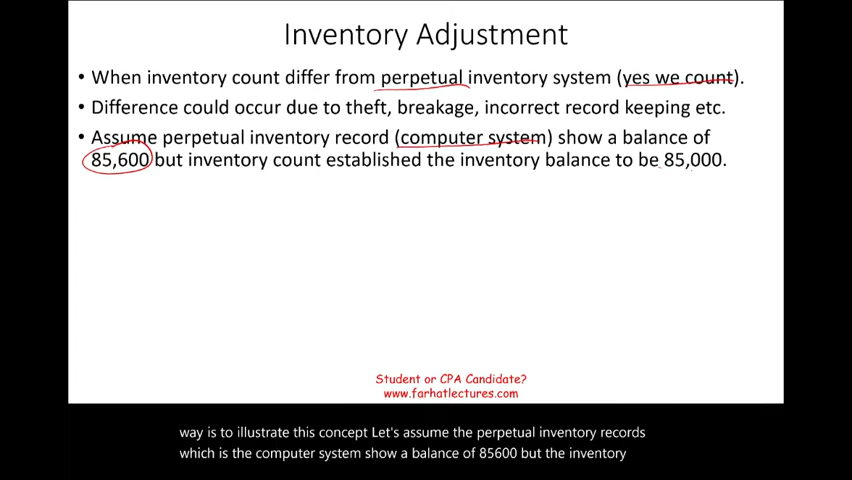 Inventory Adjustment
• When inventory count differ from perpetual inventory system (yes we count).
• Difference could occur due to theft, breakage, incorrect record keeping etc.
• Assume perpetual inventory record (computer system) show a balance of
85,600 but inventory count established the inventory balance to be 85,000.
Student or CPA Candidate?
www.farhatlectures.com
way is to illustrate this concept Let's assume the perpetual inventory records
which is the computer system show a balance of 85600 but the inventory